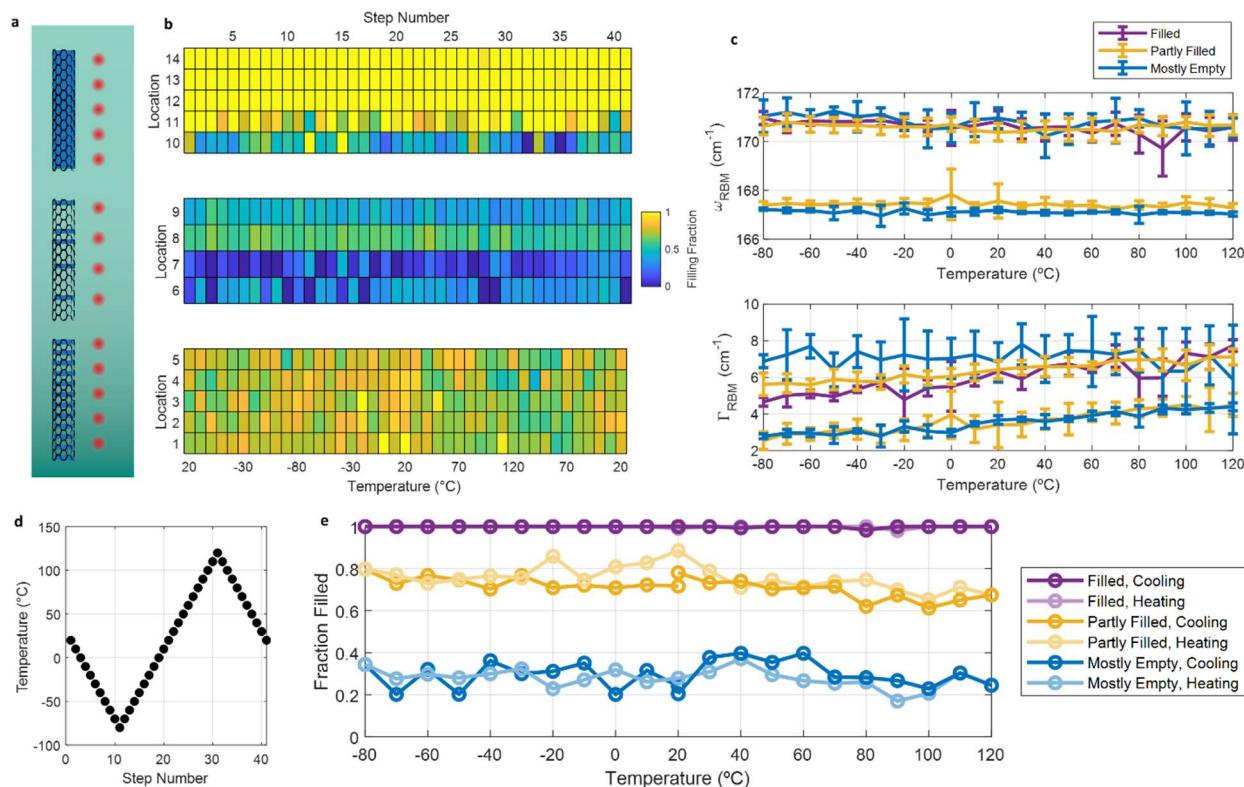 a
b
Step Number
5 10 15 20 25 30 35 40
Location
14
13
12
11
10
Location
9
8
7
6
1
0.5
0
Filling Fraction
Location
5
4
3
2
1
20 -30 -80 -30 20 70 120 70 20
Temperature (°C)
c
Filled
Partly Filled
Mostly Empty
172
170
168
166
ωRBM (cm-1)
-80 -60 -40 -20 0 20 40 60 80 100 120
Temperature (ºC)
10
8
6
4
2
ΓRBM (cm-1)
-80 -60 -40 -20 0 20 40 60 80 100 120
Temperature (ºC)
d
150
100
50
0
-50
-100
Temperature (°C)
0 10 20 30 40
Step Number
e
1
0.8
0.6
0.4
0.2
0
Fraction Filled
-80 -60 -40 -20 0 20 40 60 80 100 120
Temperature (ºC)
Filled, Cooling
Filled, Heating
Partly Filled, Cooling
Partly Filled, Heating
Mostly Empty, Cooling
Mostly Empty, Heating